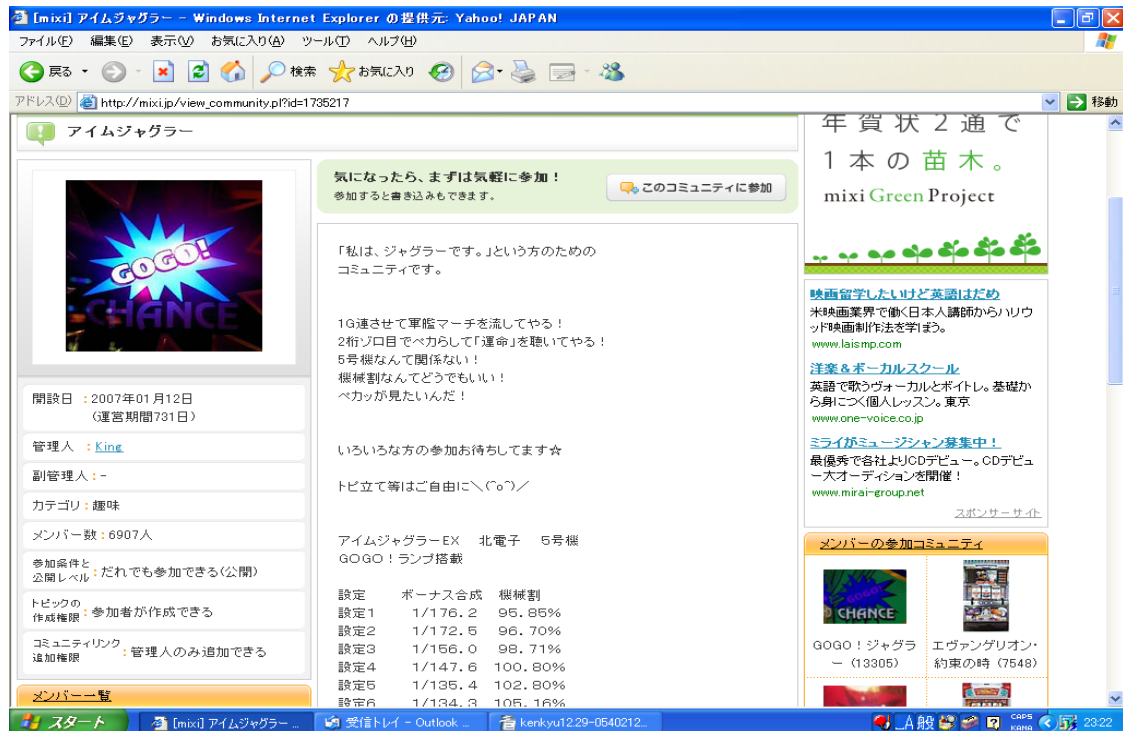 [mixi] アイムジャグラー - Windows Internet Explorer の提供元: Yahoo! JAPAN
ファイル(F) 編集(E) 表示(V) お気に入り(A) ツール(T) ヘルプ(H)
戻る 検索 お気に入り
アドレス(D) http://mixi.jp/view_community.pl?id=1735217 移動
アイムジャグラー
GOGO!
CHANCE
開設日 : 2007年01月12日
(運営期間731日)
管理人 : King
副管理人 : -
カテゴリ : 趣味
メンバー数 : 6907人
参加条件と
公開レベル : だれでも参加できる(公開)
トピックの
作成権限 : 参加者が作成できる
コミュニティリンク
追加権限 : 管理人のみ追加できる
メンバー一覧
気になったら、まずは気軽に参加!
参加すると書き込みもできます。
このコミュニティに参加
「私は、ジャグラーです。」という方のための
コミュニティです。
1G連させて軍艦マーチを流してやる!
2桁ゾロ目でペカらして「運命」を聴いてやる!
5号機なんて関係ない!
機械割なんてどうでもいい!
ペカッが見たいんだ!
いろいろな方の参加お待ちしてます☆
トピ立て等はご自由に＼(^o^)／
アイムジャグラーEX 北電子 5号機
GOGO!ランプ搭載
設定 ボーナス合成 機械割
設定1 1/176.2 95.85%
設定2 1/172.5 96.70%
設定3 1/156.0 98.71%
設定4 1/147.6 100.80%
設定5 1/135.4 102.80%
設定6 1/134.3 105.16%
年賀状2通で
1本の苗木。
mixi Green Project
映画留学したいけど英語はだめ
米映画業界で働く日本人講師からハリウ
ッド映画制作法を学ぼう。
www.laismp.com
洋楽＆ボーカルスクール
英語で歌うヴォーカルとボイトレ。基礎か
ら身につく個人レッスン。東京
www.one-voice.co.jp
ミライがミュージシャン募集中!
最優秀で各社よりCDデビュー。CDデビュ
ー大オーディション を開催!
www.mirai-group.net
スポンサーサイト
メンバーの参加コミュニティ
GOGO!
CHANCE
GOGO!ジャグラ
ー (13305)
エヴァンゲリオン・
約束の時 (7548)
スタート [mixi] アイムジャグラー ... 受信トレイ - Outlook ... kenkyu12.29-0540212... A 般 CAPS KANA 23:22